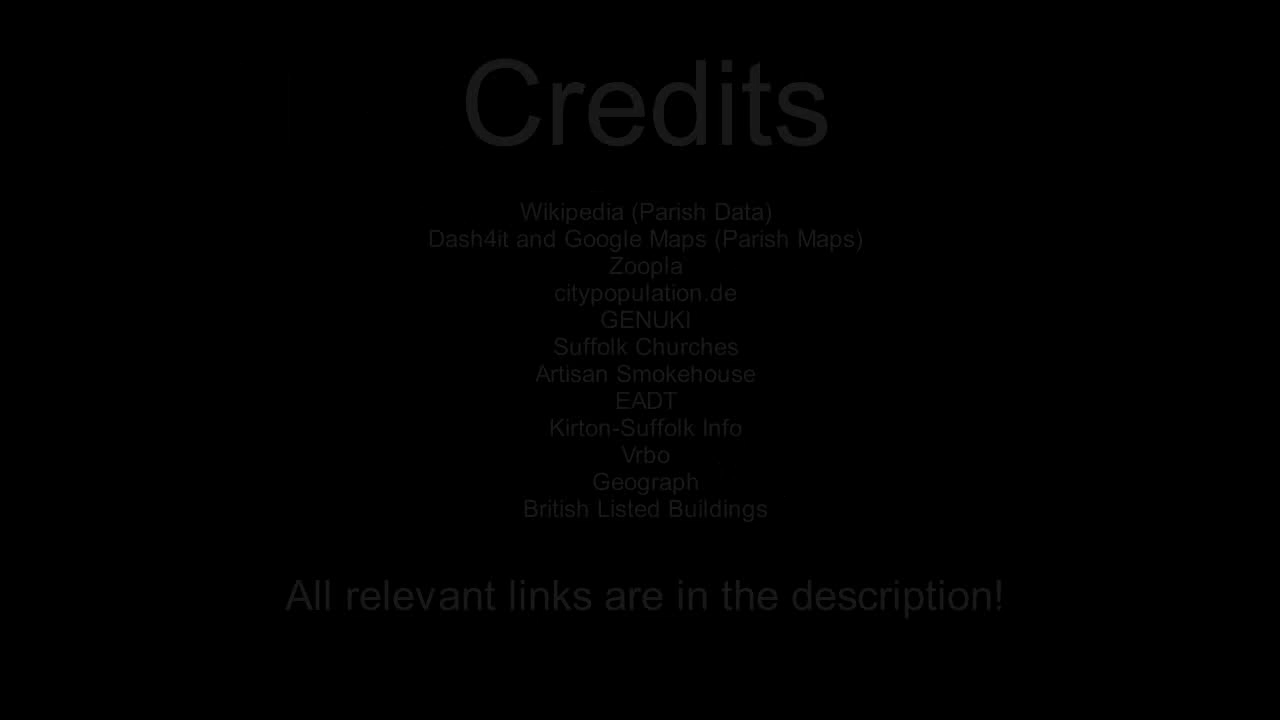 Credits
Wikipedia (Parish Data)
Dash4it and Google Maps (Parish Maps)
Zoopla
citypopulation.de
GENUKI
Suffolk Churches
Artisan Smokehouse
EADT
Kirton-Suffolk Info
Vrbo
Geograph
British Listed Buildings
All relevant links are in the description!